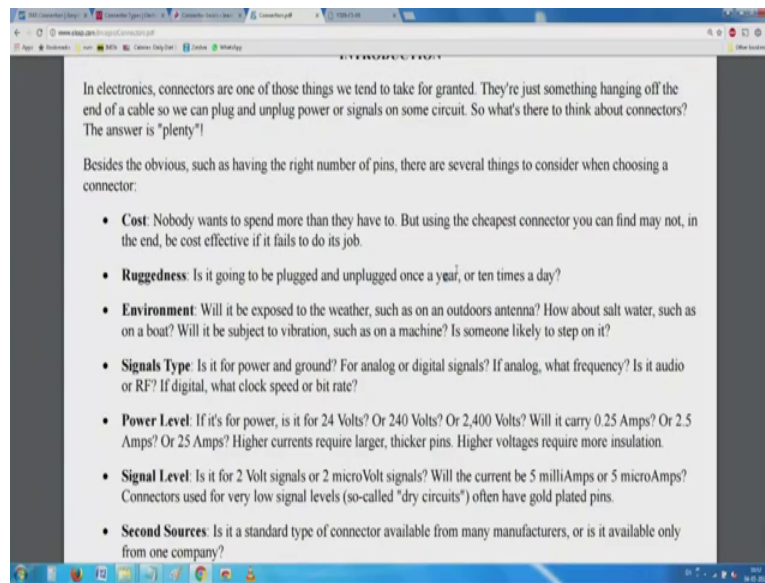 Connectors.pdf
Apps
Bookmarks
WhatsApp
INTRODUCTION
In electronics, connectors are one of those things we tend to take for granted. They're just something hanging off the
end of a cable so we can plug and unplug power or signals on some circuit. So what's there to think about connectors?
The answer is "plenty"!
Besides the obvious, such as having the right number of pins, there are several things to consider when choosing a
connector:
• Cost: Nobody wants to spend more than they have to. But using the cheapest connector you can find may not, in
the end, be cost effective if it fails to do its job.
• Ruggedness: Is it going to be plugged and unplugged once a year, or ten times a day?
• Environment: Will it be exposed to the weather, such as on an outdoors antenna? How about salt water, such as
on a boat? Will it be subject to vibration, such as on a machine? Is someone likely to step on it?
• Signals Type: Is it for power and ground? For analog or digital signals? If analog, what frequency? Is it audio
or RF? If digital, what clock speed or bit rate?
• Power Level: If it's for power, is it for 24 Volts? Or 240 Volts? Or 2,400 Volts? Will it carry 0.25 Amps? Or 2.5
Amps? Or 25 Amps? Higher currents require larger, thicker pins. Higher voltages require more insulation.
• Signal Level: Is it for 2 Volt signals or 2 microVolt signals? Will the current be 5 milliAmps or 5 microAmps?
Connectors used for very low signal levels (so-called "dry circuits") often have gold plated pins.
• Second Sources: Is it a standard type of connector available from many manufacturers, or is it available only
from one company?